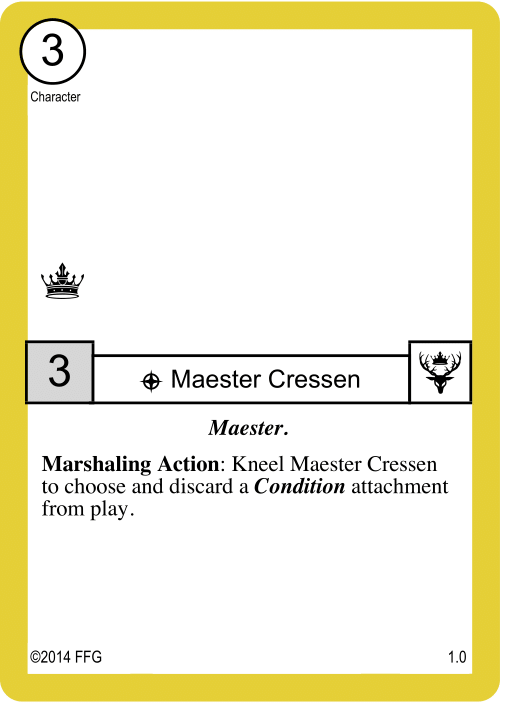 3
Character
3
Maester Cressen
Maester.
Marshaling Action: Kneel Maester Cressen
to choose and discard a Condition attachment
from play.
©2014 FFG
1.0